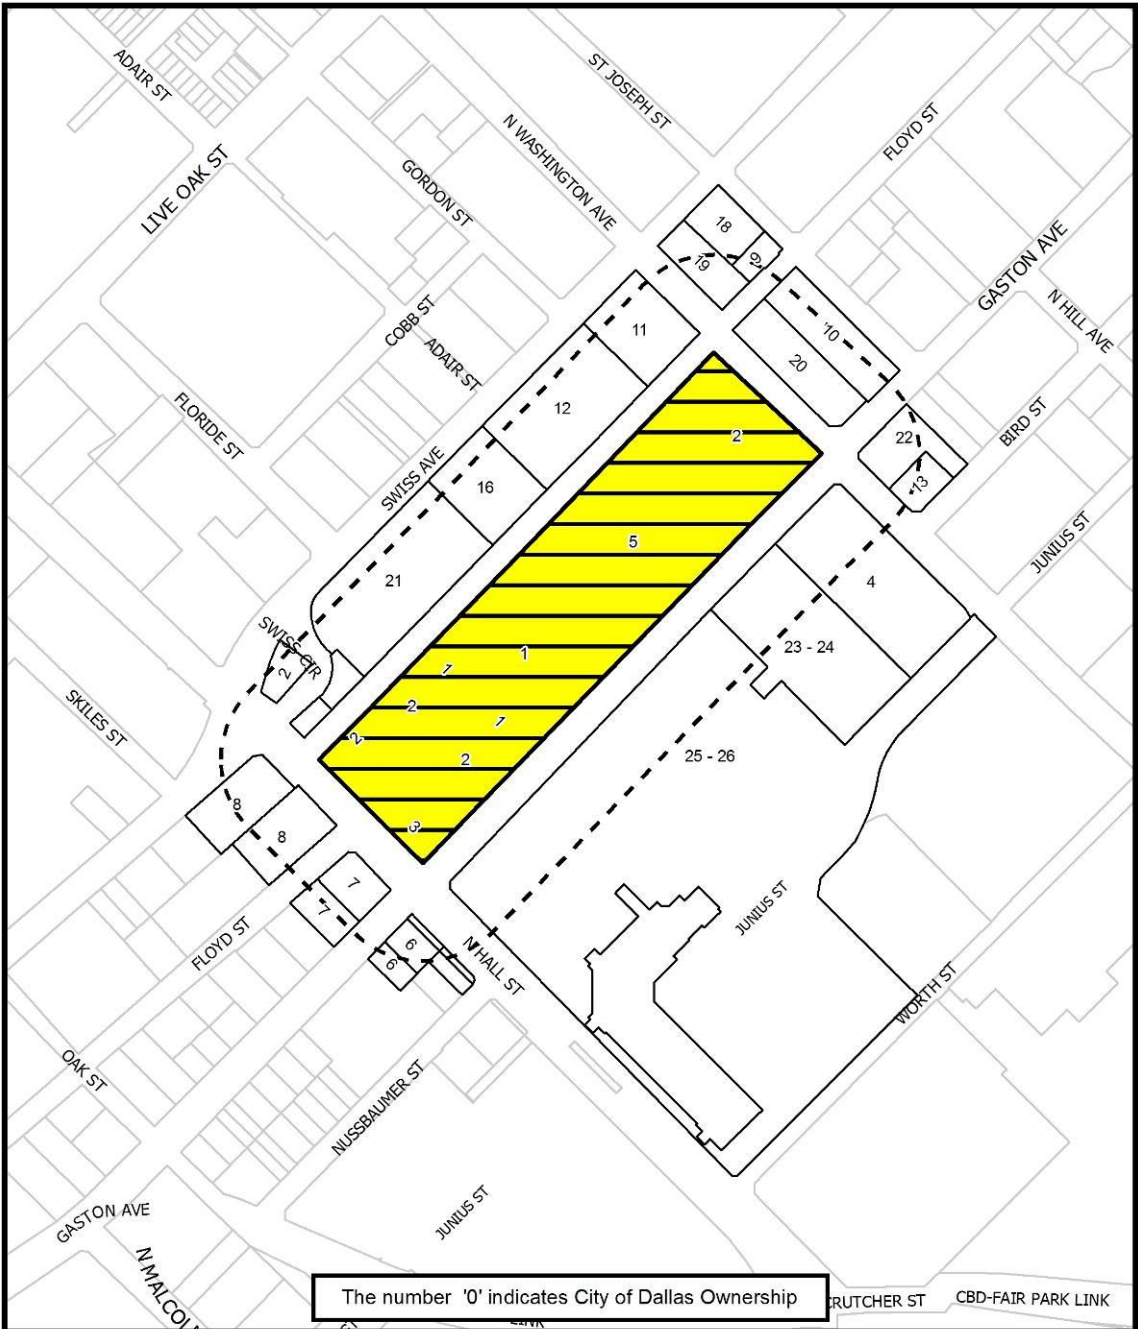 ADAIR ST
ST JOSEPH ST
N WASHINGTON AVE
FLOYD ST
LIVE OAK ST
GORDON ST
18
19
9
GASTON AVE
N HILL AVE
COBB ST
11
10
ADAIR ST
20
12
FLORIDE ST
BIRD ST
2
22
SWISS AVE
16
13
JUNIUS ST
5
21
4
SWISS CIR
23 - 24
1
1
2
2
1
SKILES ST
2
2
25 - 26
8
3
8
7
7
JUNIUS ST
FLOYD ST
6
6
N HALL ST
WORTH ST
OAK ST
NUSSBAUMER ST
JUNIUS ST
GASTON AVE
N MALCOL
The number '0' indicates City of Dallas Ownership
CRUTCHER ST
CBD-FAIR PARK LINK
LINK
ST